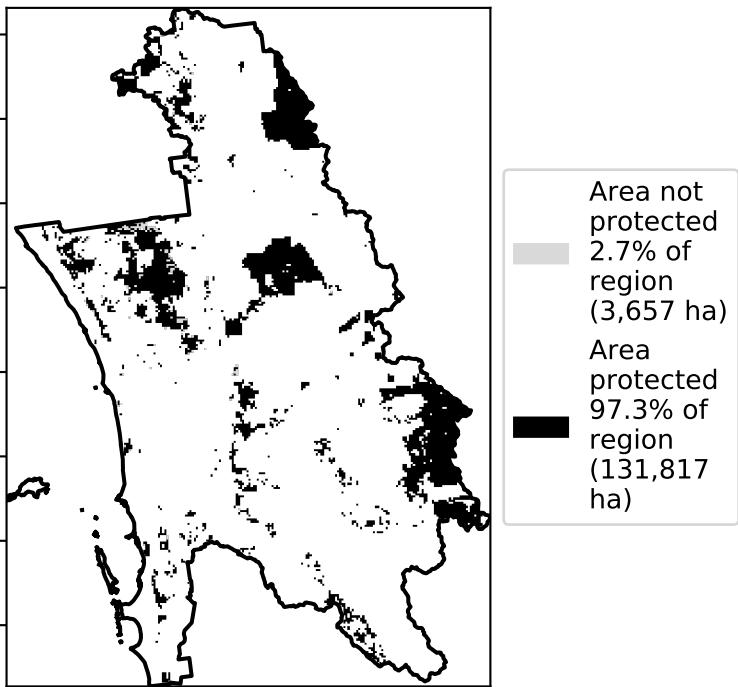 Area not
protected
2.7% of
region
(3,657 ha)
Area
protected
97.3% of
region
(131,817
ha)